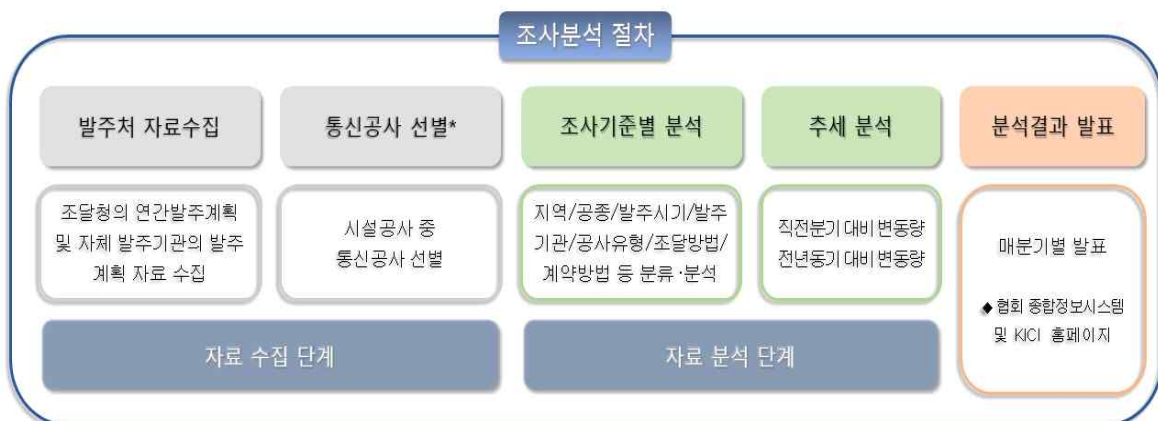 조사분석 절차
발주처 자료수집
통신공사 선별*
조사기준별 분석
추세 분석
분석결과 발표
조달청의 연간발주계획
및 자체 발주기관의 발주
계획 자료 수집
시설공사 중
통신공사 선별
지역/공종/발주시기/발주
기관/공사유형/조달방법/
계약방법 등 분류·분석
직전분기 대비 변동량
전년동기 대비 변동량
매분기별 발표
◆ 협회 종합정보시스템
및 KICI 홈페이지
자료 수집 단계
자료 분석 단계